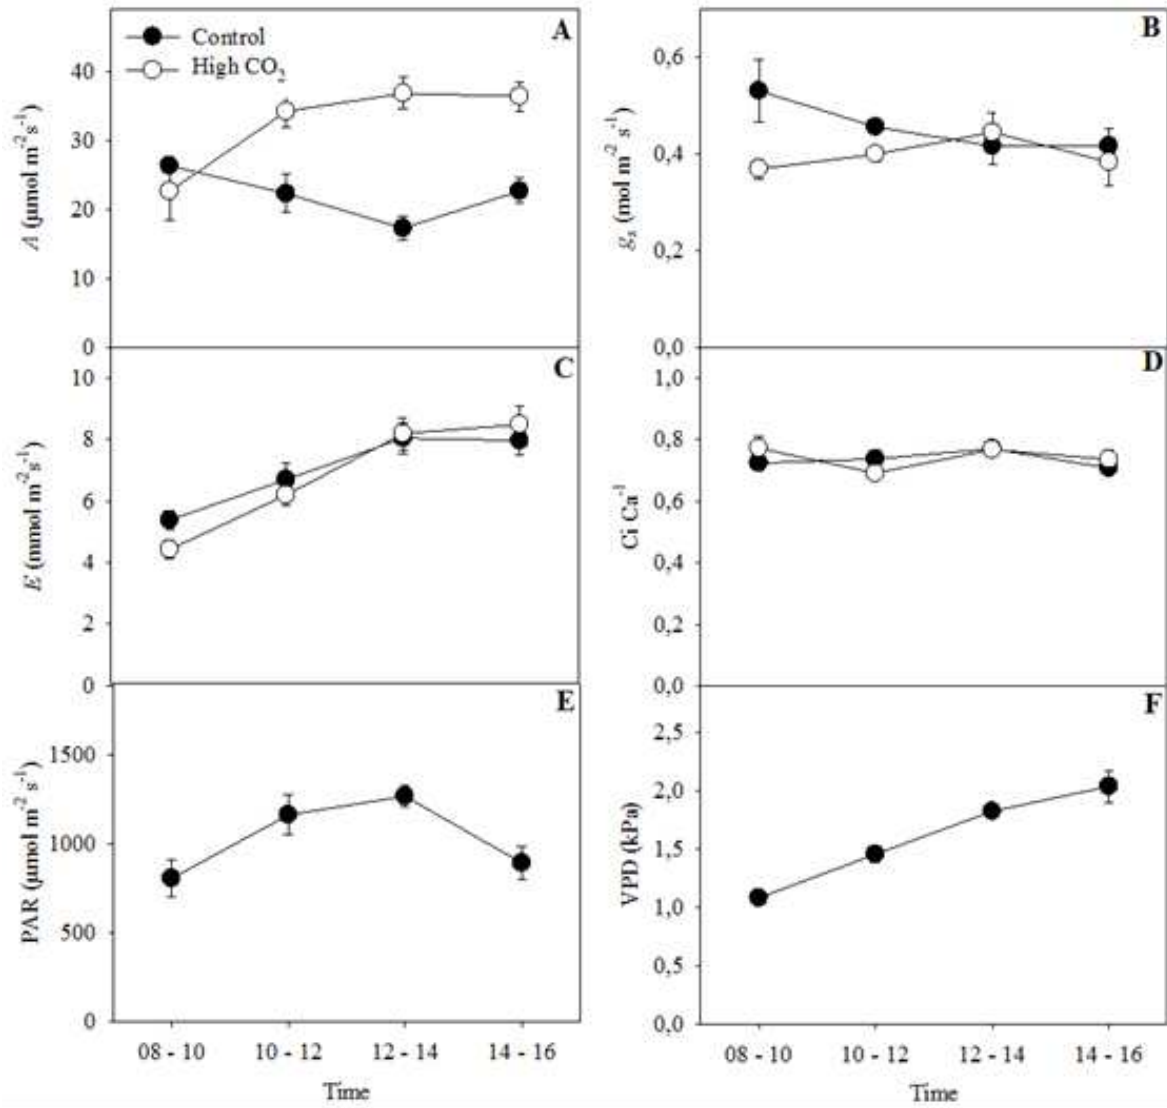 A
Control
High CO2
40
30
20
10
0
A (µmol m-2s-1)
B
0,6
0,4
0,2
0,0
gs (mol m-2 s-1)
C
10
8
6
4
2
0
E (mmol m-2s-1)
D
1,0
0,8
0,6
0,4
0,2
0,0
Ci Ca-1
E
1500
1000
500
0
PAR (µmol m-2 s-1)
08 - 10 10 - 12 12 - 14 14 - 16
Time
F
2,5
2,0
1,5
1,0
0,5
0,0
VPD (kPa)
08 - 10 10 - 12 12 - 14 14 - 16
Time